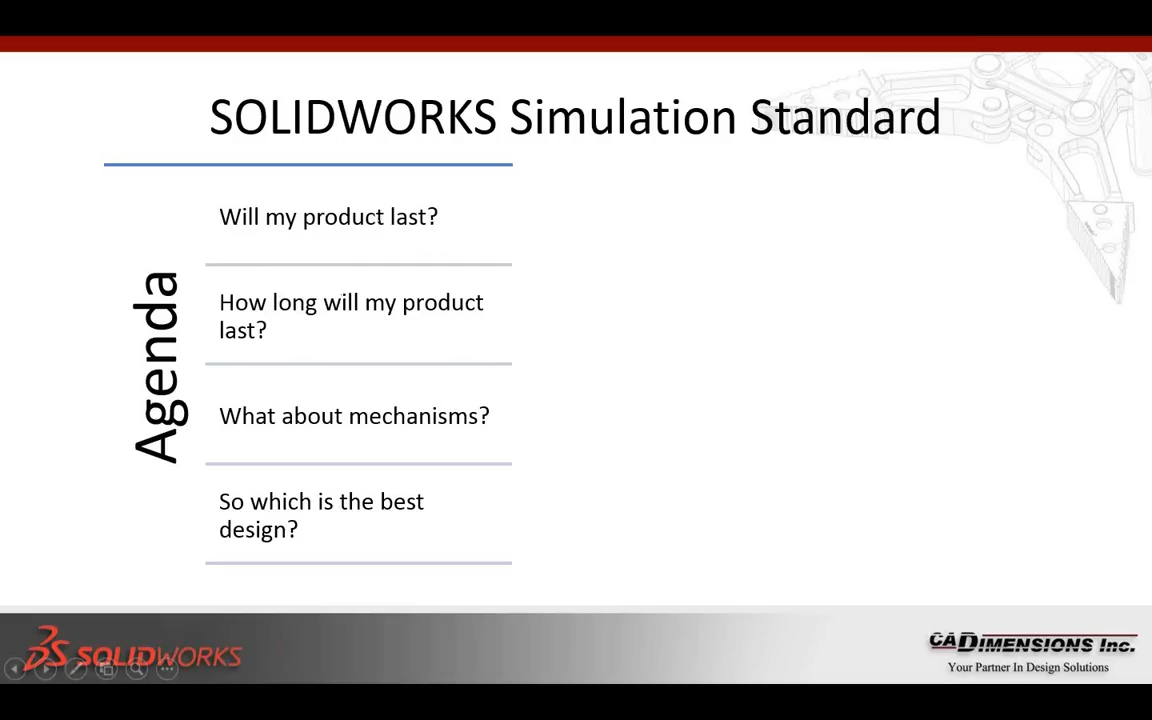 SOLIDWORKS Simulation Standard
Agenda
Will my product last?
How long will my product
last?
What about mechanisms?
So which is the best
design?
SOLIDWORKS
CADIMENSIONS Inc.
Your Partner In Design Solutions